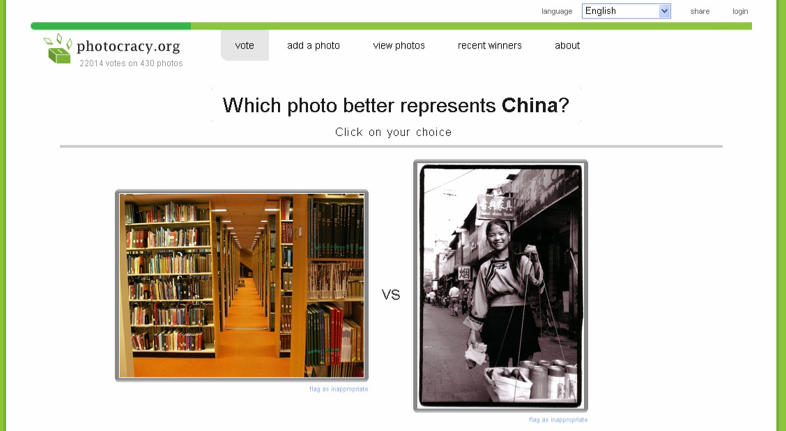 language English share login
photocracy.org
22014 votes on 430 photos
vote add a photo view photos recent winners about
Which photo better represents China?
Click on your choice
VS
烟
flag as inappropriate
flag as inappropriate